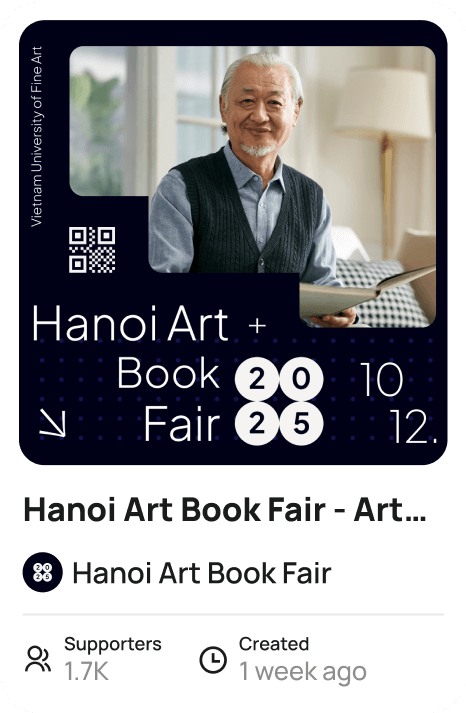 Vietnam University of Fine Art
Hanoi Art +
Book 20 10
Fair 25 12.
Hanoi Art Book Fair - Art...
2025 Hanoi Art Book Fair
Supporters
1.7K
Created
1 week ago